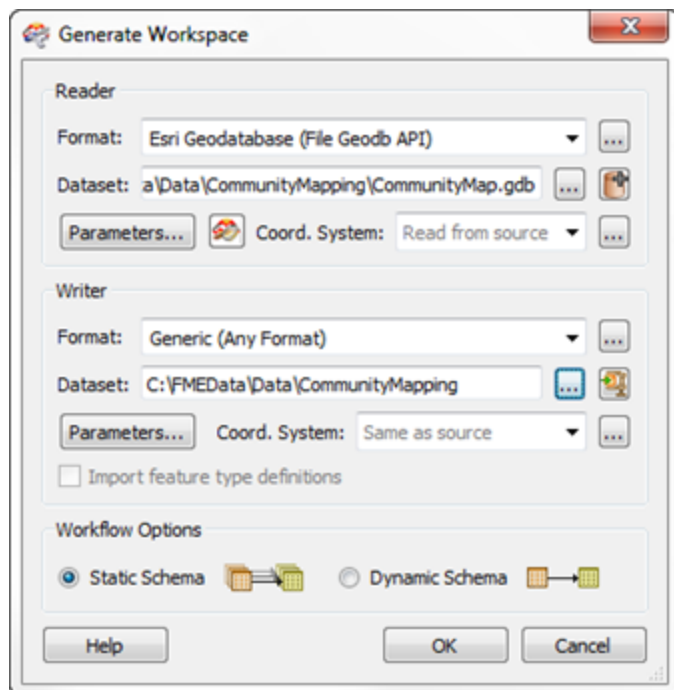 Generate Workspace
Reader
Format: Esri Geodatabase (File Geodb API) ...
Dataset: a\Data\CommunityMapping\CommunityMap.gdb ...
Parameters... Coord. System: Read from source ...
Writer
Format: Generic (Any Format) ...
Dataset: C:\FMEData\Data\CommunityMapping ...
Parameters... Coord. System: Same as source ...
Import feature type definitions
Workflow Options
Static Schema Dynamic Schema
Help OK Cancel